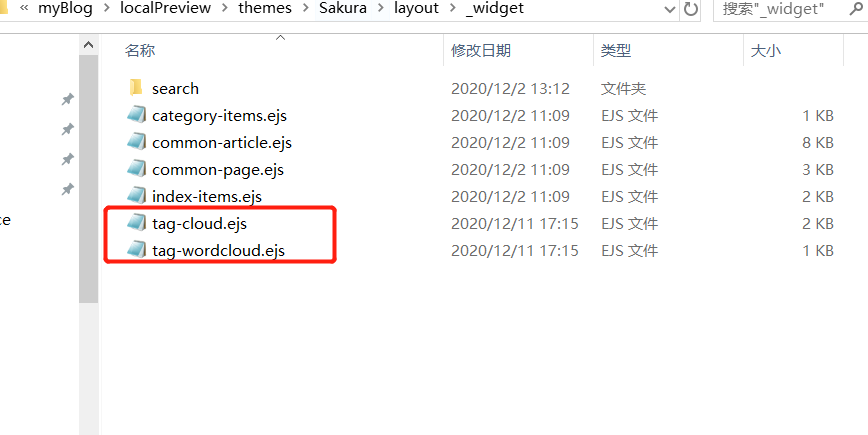 « myBlog > localPreview > themes > Sakura > layout > _widget 搜索"_widget"
名称 修改日期 类型 大小
search 2020/12/2 13:12 文件夹
category-items.ejs 2020/12/2 11:09 EJS 文件 1 KB
common-article.ejs 2020/12/2 11:09 EJS 文件 8 KB
common-page.ejs 2020/12/2 11:09 EJS 文件 3 KB
index-items.ejs 2020/12/2 11:09 EJS 文件 2 KB
ce
tag-cloud.ejs 2020/12/11 17:15 EJS 文件 2 KB
tag-wordcloud.ejs 2020/12/11 17:15 EJS 文件 1 KB